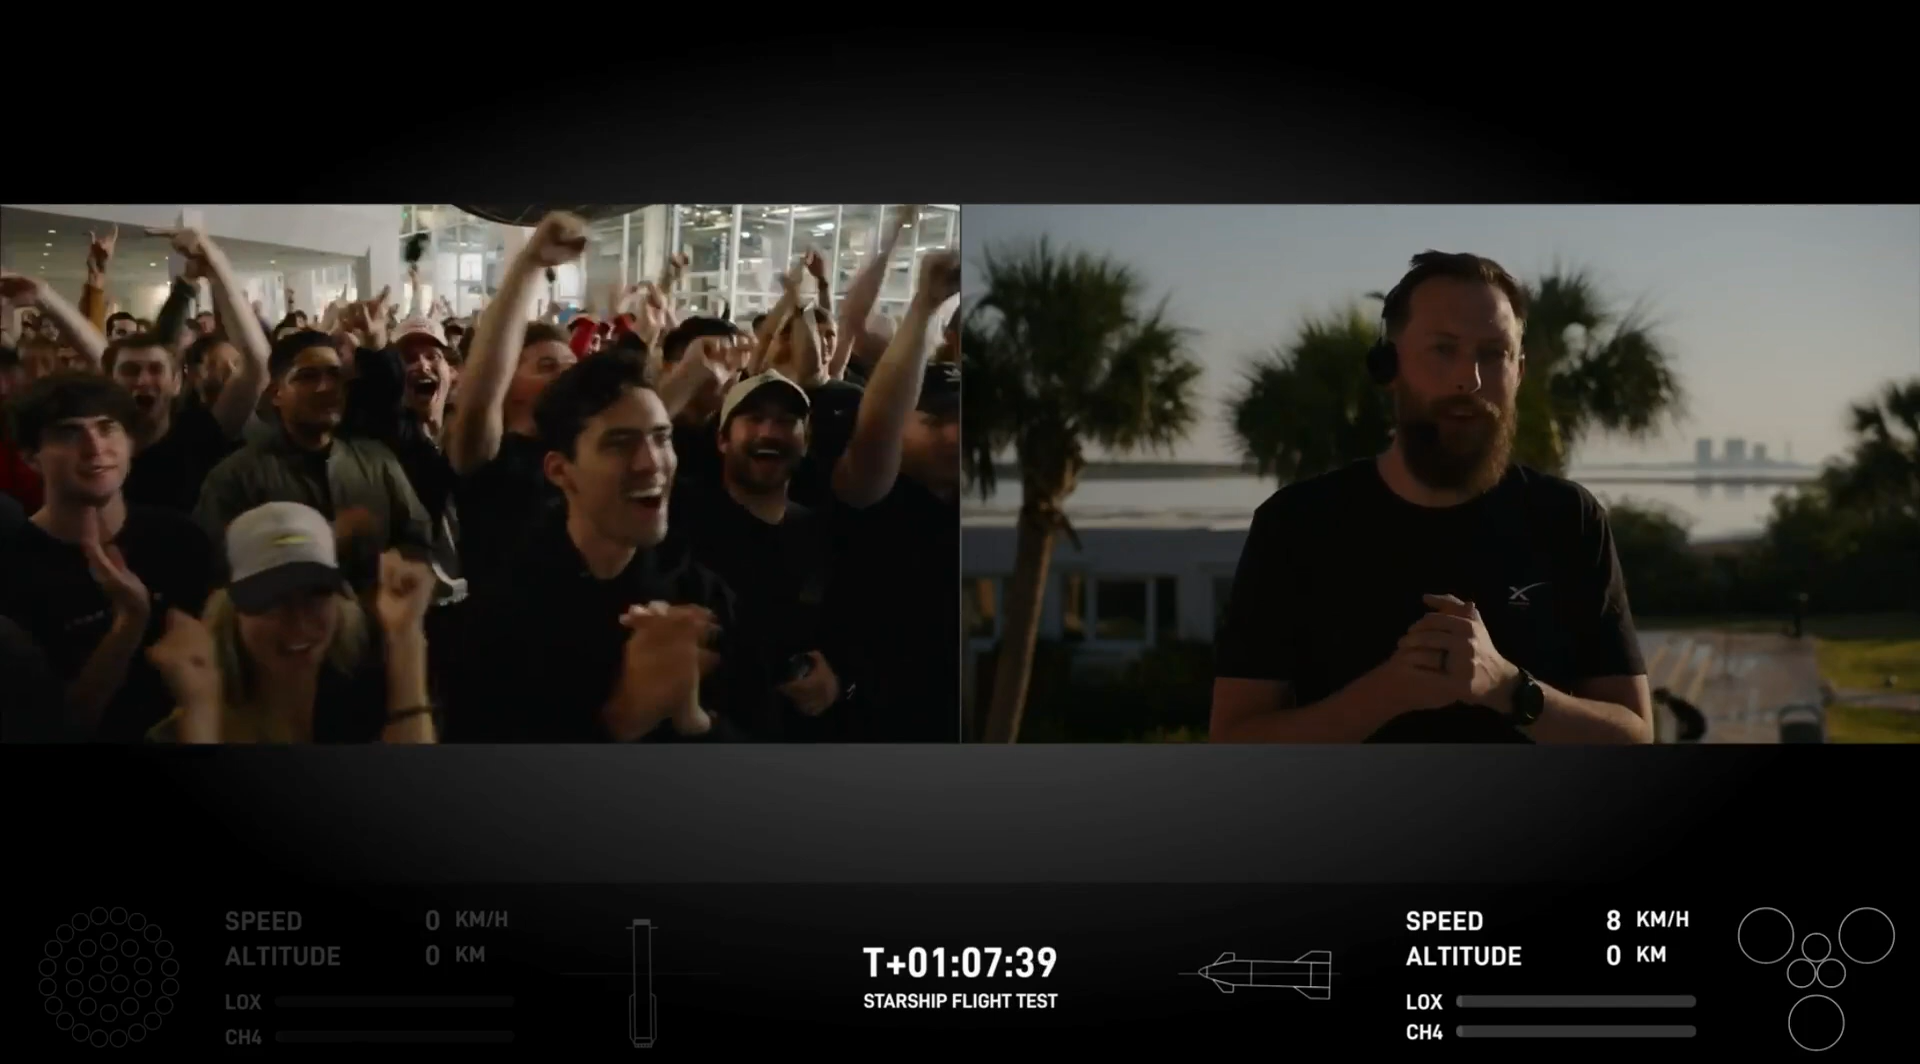 SPEED 0 KM/H
ALTITUDE 0 KM
LOX
CH4
T+01:07:39
STARSHIP FLIGHT TEST
SPEED 8 KM/H
ALTITUDE 0 KM
LOX
CH4